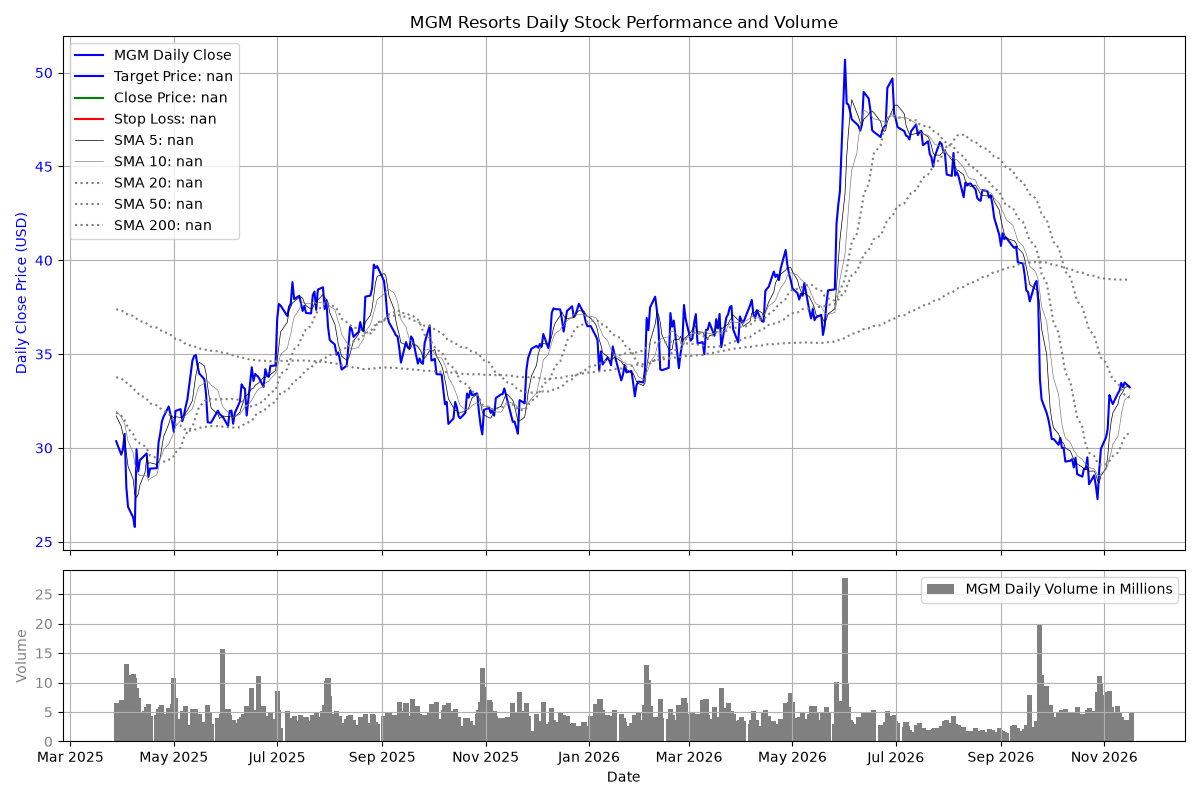 MGM Resorts Daily Stock Performance and Volume
MGM Daily Close
Target Price: nan
Close Price: nan
Stop Loss: nan
SMA 5: nan
SMA 10: nan
SMA 20: nan
SMA 50: nan
SMA 200: nan
50
45
40
35
30
25
Daily Close Price (USD)
MGM Daily Volume in Millions
25
20
15
10
5
0
Volume
Mar 2025
May 2025
Jul 2025
Sep 2025
Nov 2025
Jan 2026
Mar 2026
May 2026
Jul 2026
Sep 2026
Nov 2026
Date